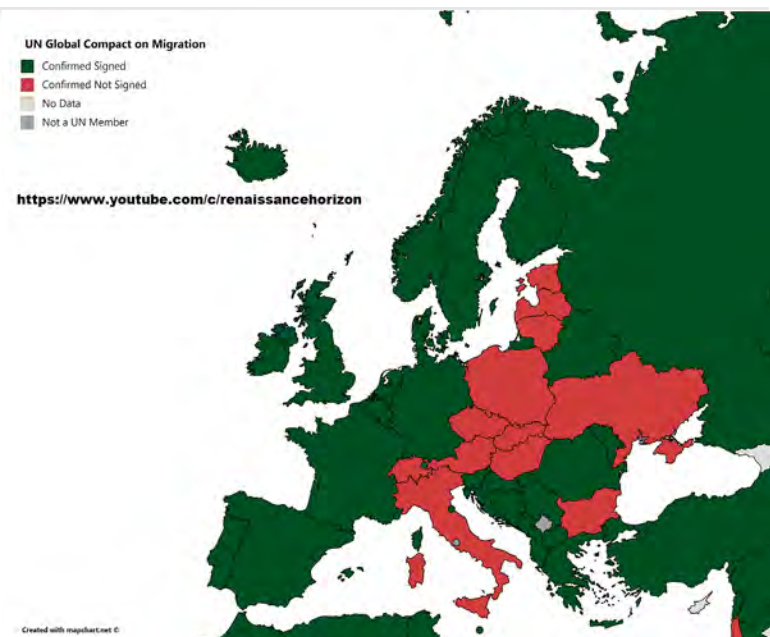 UN Global Compact on Migration
Confirmed Signed
Confirmed Not Signed
No Data
Not a UN Member
https://www.youtube.com/c/renaissancehorizon
Created with mapchart.net ©